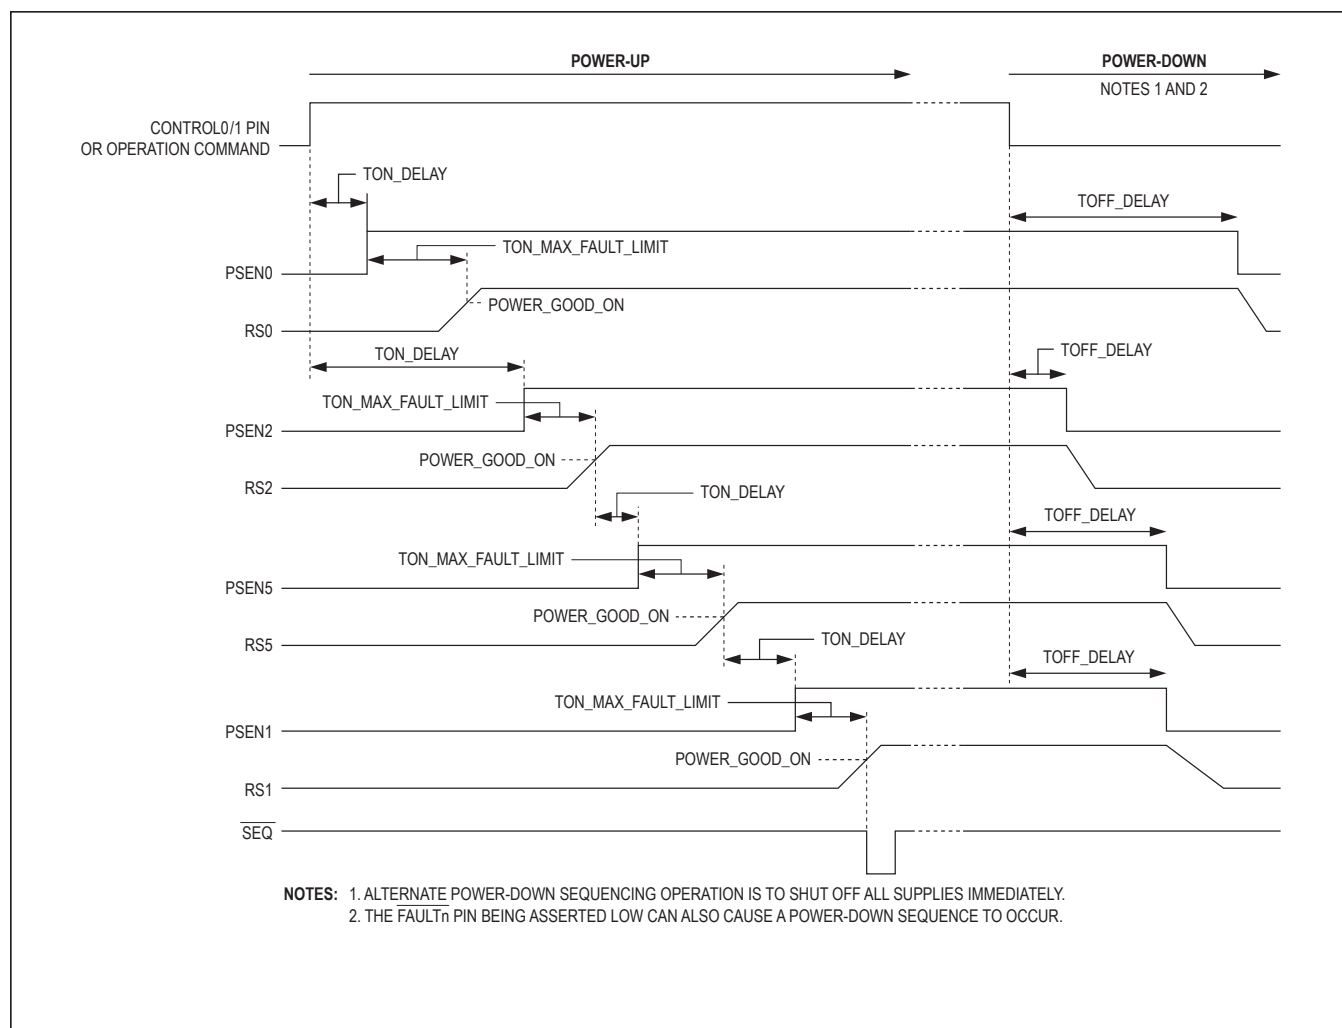 POWER-UP
POWER-DOWN
NOTES 1 AND 2
CONTROL0/1 PIN
OR OPERATION COMMAND
TON_DELAY
TOFF_DELAY
TON_MAX_FAULT_LIMIT
PSEN0
POWER_GOOD_ON
RS0
TON_DELAY
TOFF_DELAY
TON_MAX_FAULT_LIMIT
PSEN2
POWER_GOOD_ON
RS2
TON_DELAY
TOFF_DELAY
TON_MAX_FAULT_LIMIT
PSEN5
POWER_GOOD_ON
RS5
TON_DELAY
TOFF_DELAY
TON_MAX_FAULT_LIMIT
PSEN1
POWER_GOOD_ON
RS1
SEQ
NOTES: 1. ALTERNATE POWER-DOWN SEQUENCING OPERATION IS TO SHUT OFF ALL SUPPLIES IMMEDIATELY.
2. THE FAULTn PIN BEING ASSERTED LOW CAN ALSO CAUSE A POWER-DOWN SEQUENCE TO OCCUR.